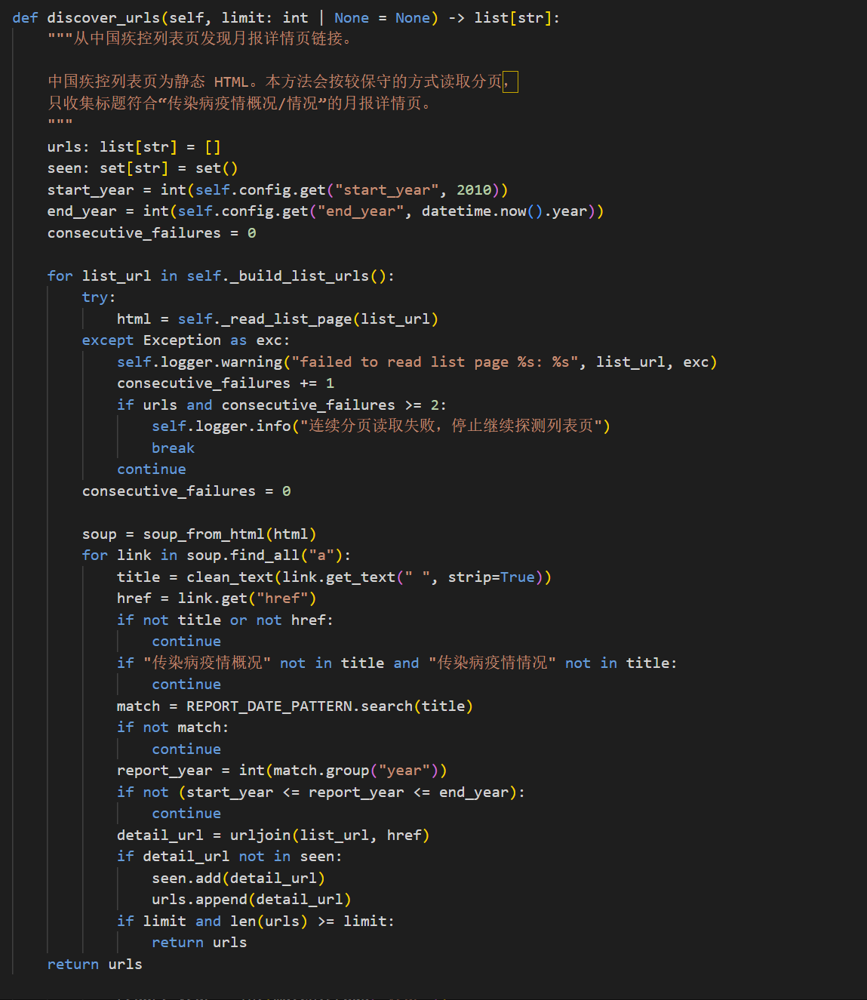 def discover_urls(self, limit: int | None = None) -> list[str]:
    """从中国疾控列表页发现月报详情页链接。
    中国疾控列表页为静态 HTML。本方法会按较保守的方式读取分页，
    只收集标题符合“传染病疫情概况/情况”的月报详情页。
    """
    urls: list[str] = []
    seen: set[str] = set()
    start_year = int(self.config.get("start_year", 2010))
    end_year = int(self.config.get("end_year", datetime.now().year))
    consecutive_failures = 0
    for list_url in self._build_list_urls():
        try:
            html = self._read_list_page(list_url)
        except Exception as exc:
            self.logger.warning("failed to read list page %s: %s", list_url, exc)
            consecutive_failures += 1
            if urls and consecutive_failures >= 2:
                self.logger.info("连续分页读取失败，停止继续探测列表页")
                break
            continue
        consecutive_failures = 0
        soup = soup_from_html(html)
        for link in soup.find_all("a"):
            title = clean_text(link.get_text(" ", strip=True))
            href = link.get("href")
            if not title or not href:
                continue
            if "传染病疫情概况" not in title and "传染病疫情情况" not in title:
                continue
            match = REPORT_DATE_PATTERN.search(title)
            if not match:
                continue
            report_year = int(match.group("year"))
            if not (start_year <= report_year <= end_year):
                continue
            detail_url = urljoin(list_url, href)
            if detail_url not in seen:
                seen.add(detail_url)
                urls.append(detail_url)
            if limit and len(urls) >= limit:
                return urls
    return urls